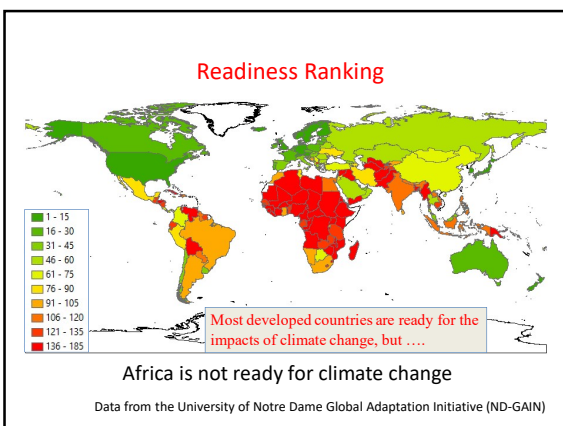 Readiness Ranking
1 - 15
16 - 30
31 - 45
46 - 60
61 - 75
76 - 90
91 - 105
106 - 120
121 - 135
136 - 185
Most developed countries are ready for the
impacts of climate change, but ….
Africa is not ready for climate change
Data from the University of Notre Dame Global Adaptation Initiative (ND-GAIN)